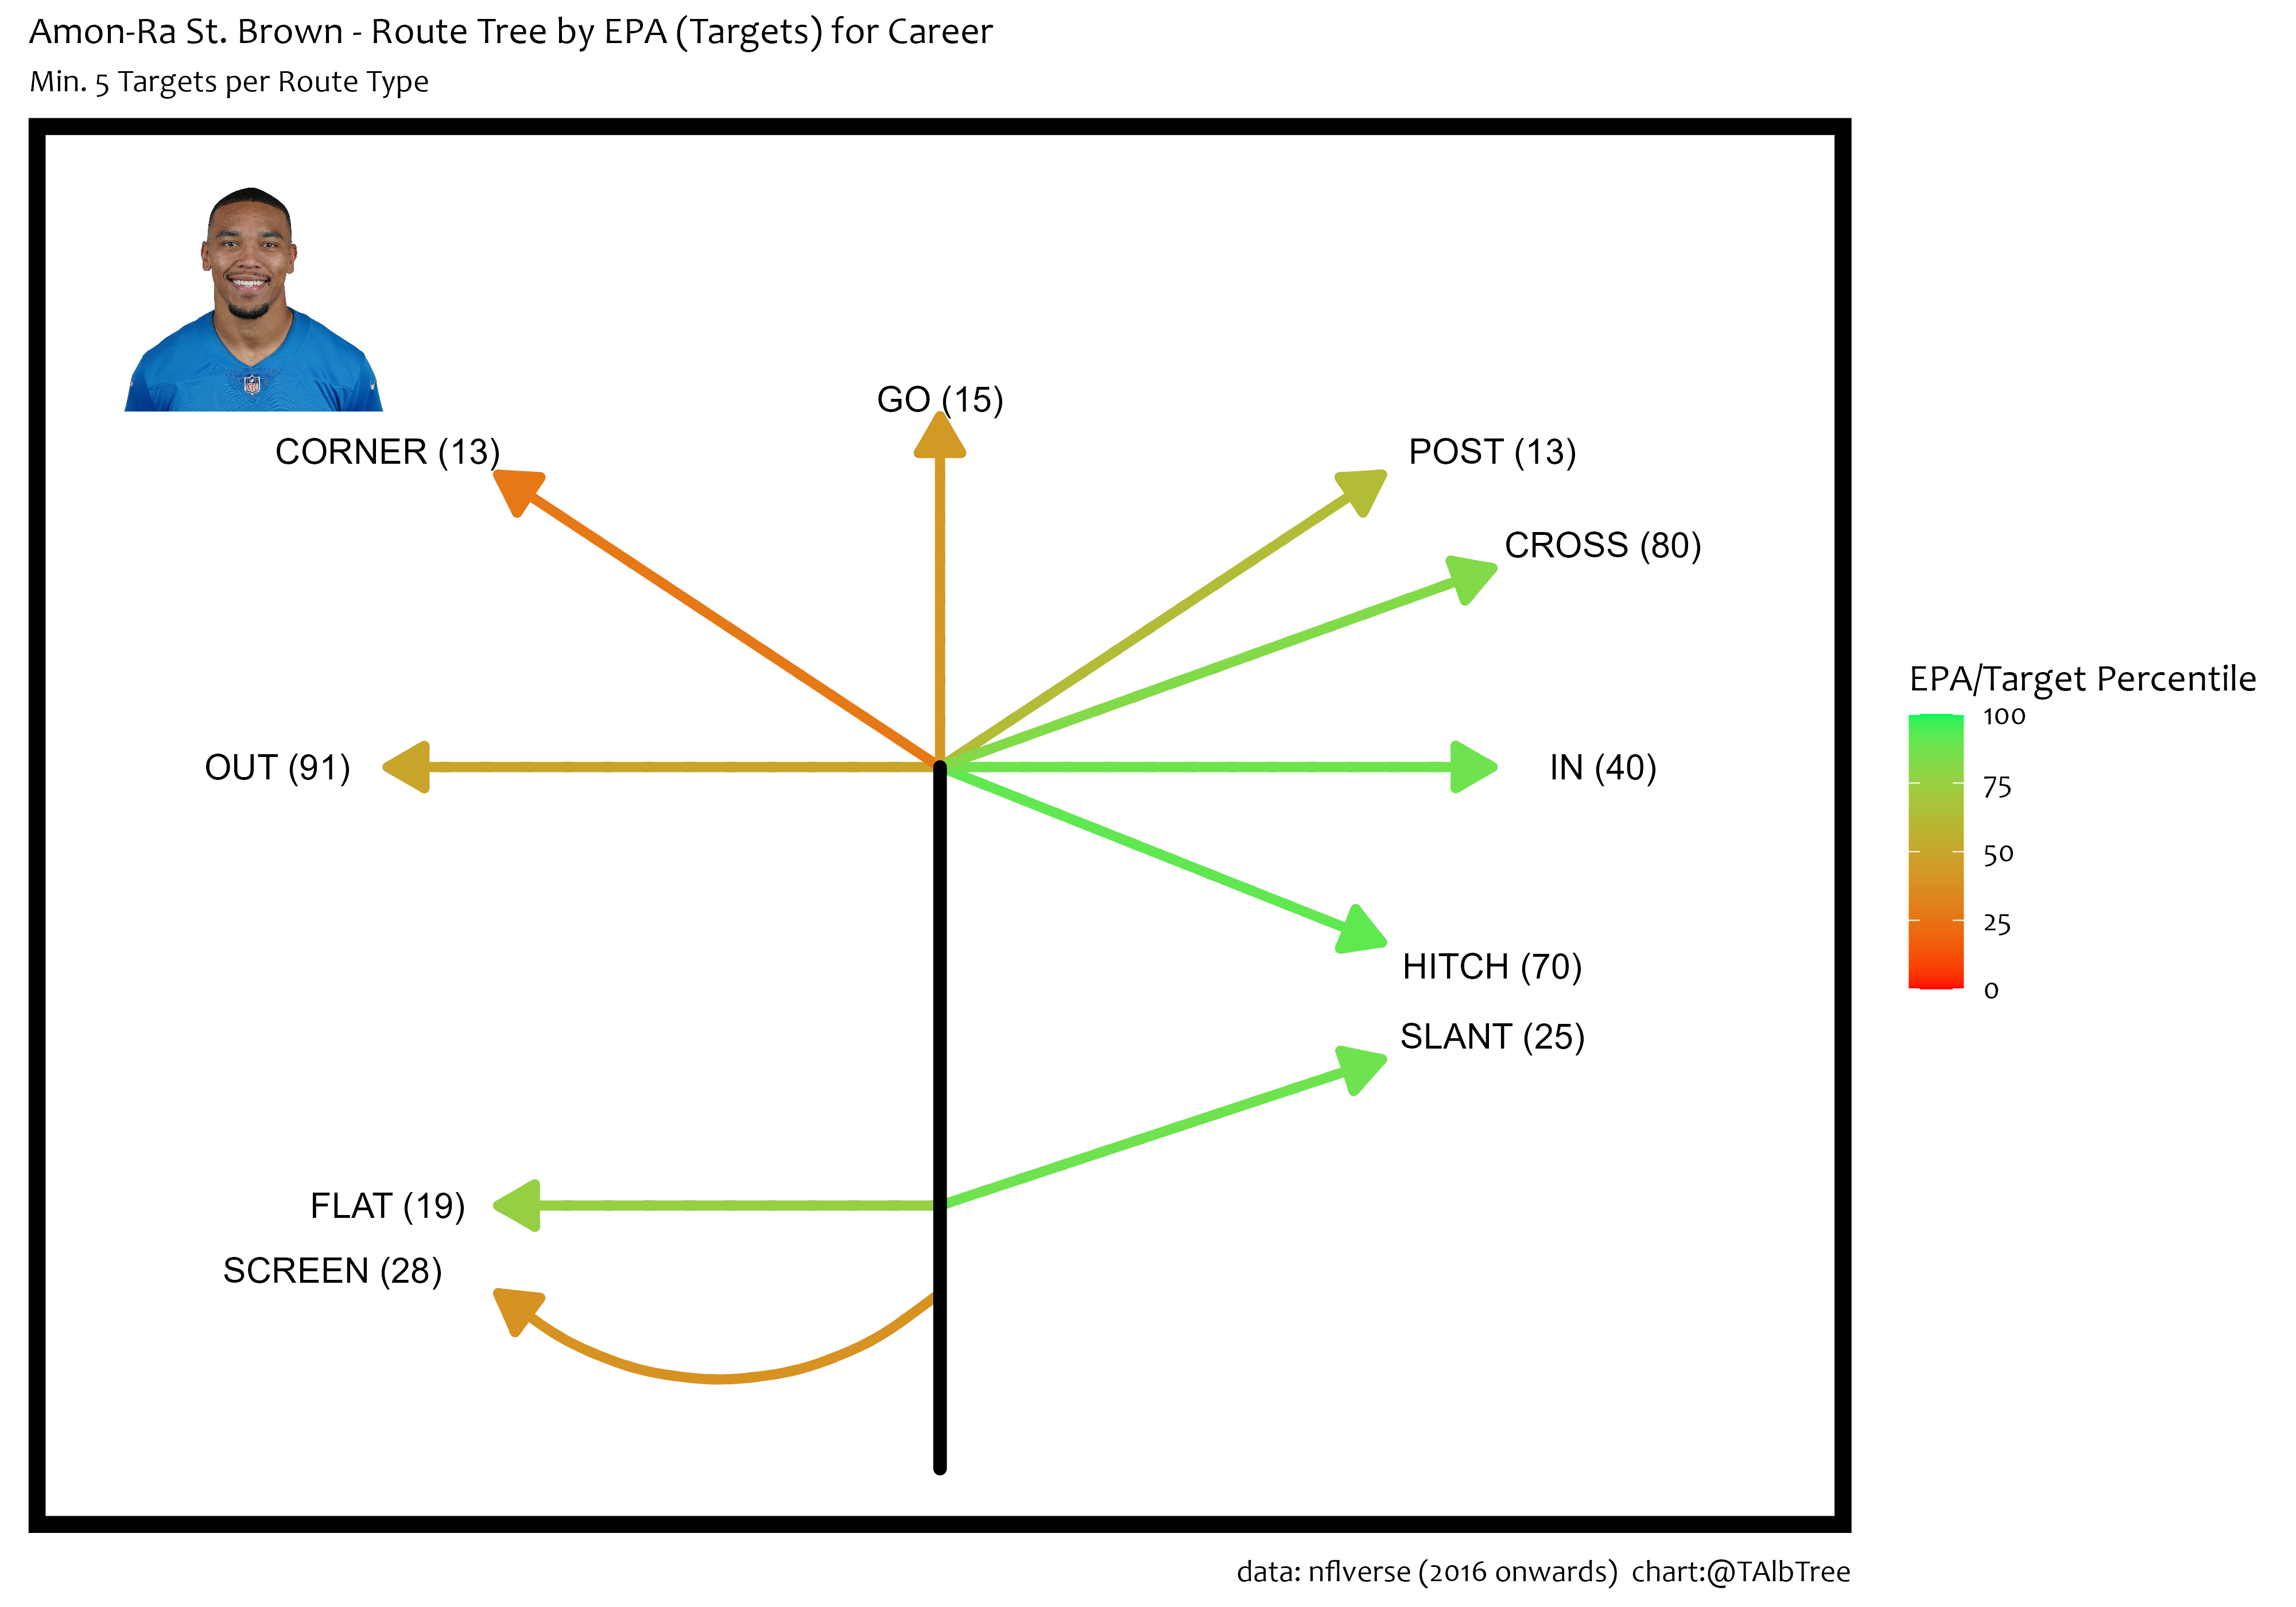 Amon-Ra St. Brown - Route Tree by EPA (Targets) for Career
Min. 5 Targets per Route Type
GO (15)
CORNER (13)
POST (13)
CROSS (80)
OUT (91)
IN (40)
HITCH (70)
SLANT (25)
FLAT (19)
SCREEN (28)
EPA/Target Percentile
100
75
50
25
0
data: nflverse (2016 onwards)  chart:@TAlbTree